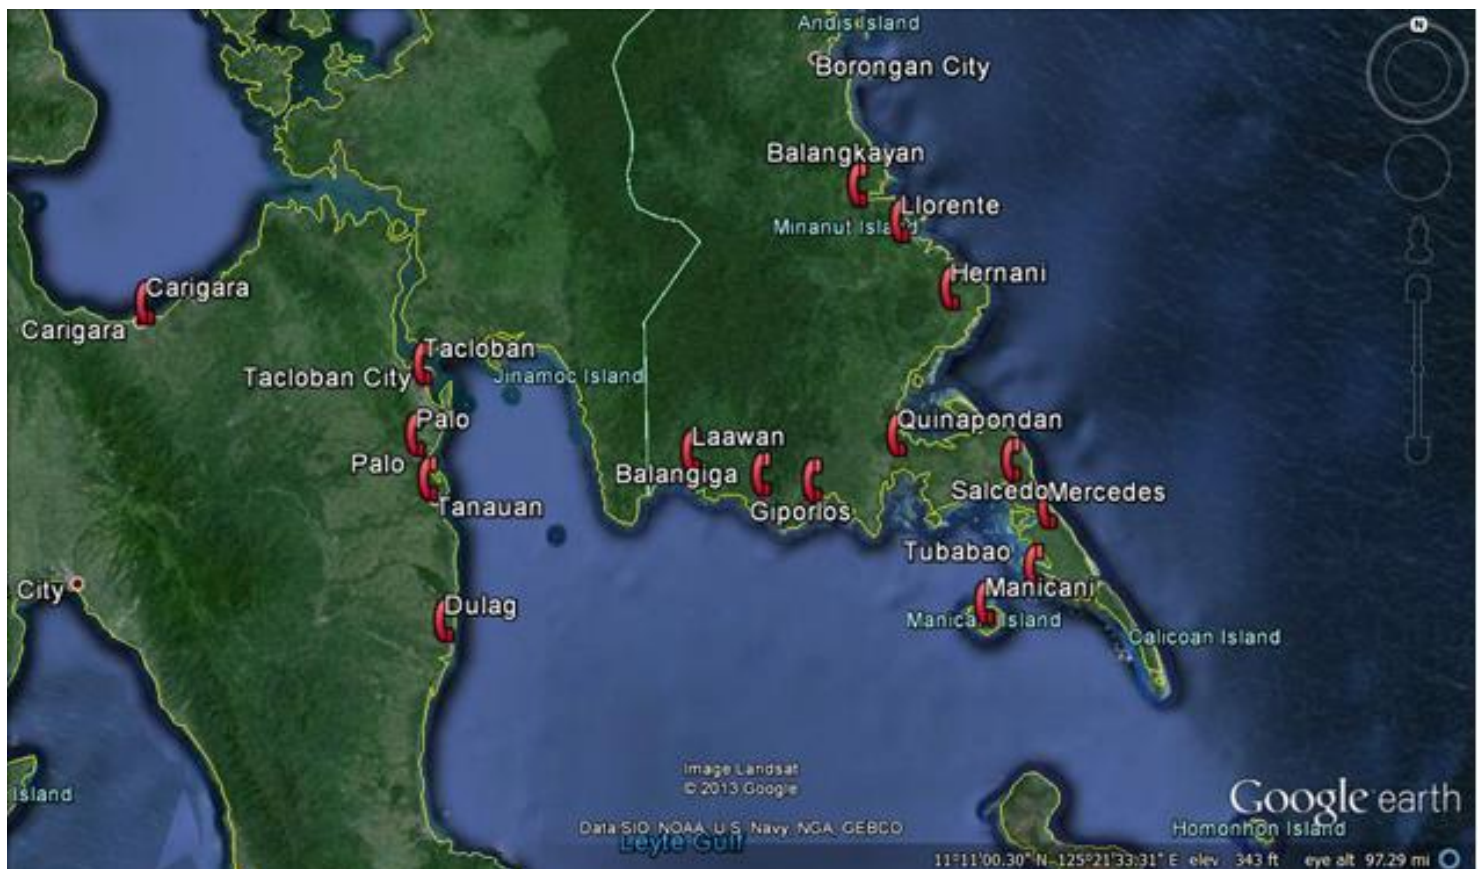 Andis Island
Borongan City
Balangkayan
Llorente
Minanut Island
Hernani
Carigara
Carigara
Tacloban
Tacloban City
Jinamoc Island
Palo
Quinapondan
Laawan
Palo
Balangiga
Salcedo
Mercedes
Tanauan
Giporlos
Tubabao
City
Manicani
Dulag
Manicani Island
Calicoan Island
Image Landsat
© 2013 Google
Island
Google earth
Data SIO, NOAA, U.S. Navy, NGA, GEBCO
Homonhon Island
Leyte Gulf
11°11'00.30" N 125°21'33.31" E elev 343 ft eye alt 97.29 mi
N